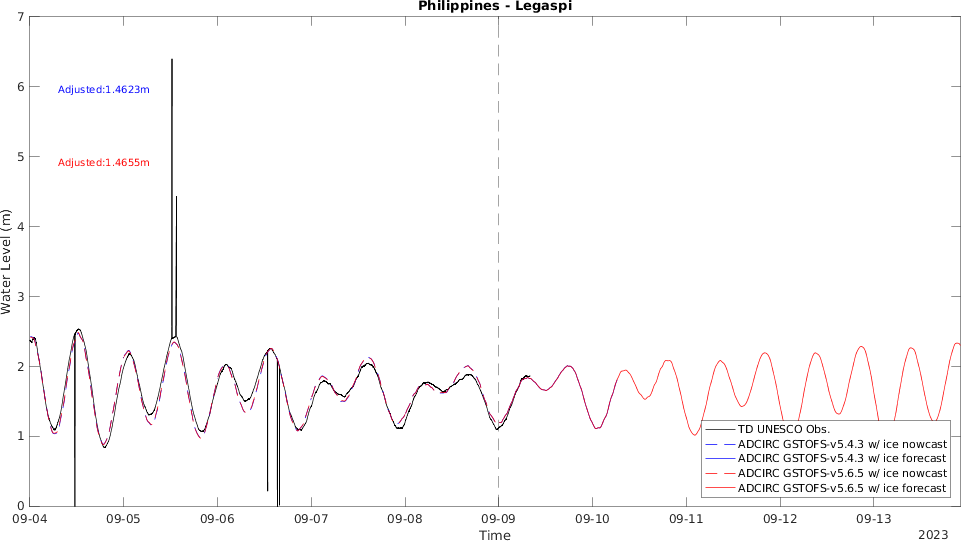 Philippines - Legaspi
7
6
5
4
3
2
1
0
Water Level (m)
Adjusted:1.4623m
Adjusted:1.4655m
TD UNESCO Obs.
ADCIRC GSTOFS-v5.4.3 w/ ice nowcast
ADCIRC GSTOFS-v5.4.3 w/ ice forecast
ADCIRC GSTOFS-v5.6.5 w/ ice nowcast
ADCIRC GSTOFS-v5.6.5 w/ ice forecast
09-04 09-05 09-06 09-07 09-08 09-09 09-10 09-11 09-12 09-13
Time
2023